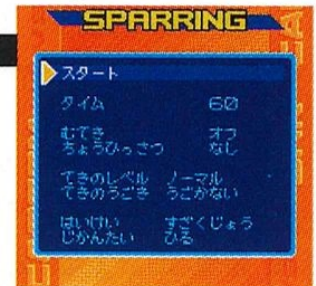 SPARRING
スタート
タイム 60
むてき オフ
ちょうひっさつ なし
てきのレベル ノーマル
てきのうごき うごかない
はいけい すざくじょう
じかんたい ひる